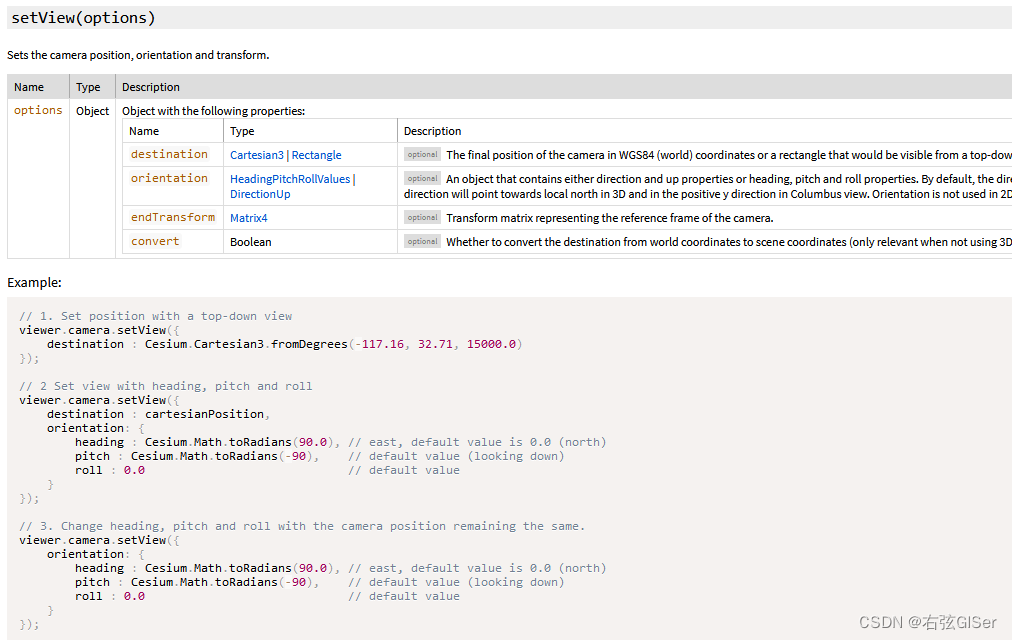 setView(options)
Sets the camera position, orientation and transform.
Name Type Description
options Object Object with the following properties:
Name Type Description
destination Cartesian3 | Rectangle optional The final position of the camera in WGS84 (world) coordinates or a rectangle that would be visible from a top-dow
orientation HeadingPitchRollValues | optional An object that contains either direction and up properties or heading, pitch and roll properties. By default, the dire
DirectionUp direction will point towards local north in 3D and in the positive y direction in Columbus view. Orientation is not used in 2D
endTransform Matrix4 optional Transform matrix representing the reference frame of the camera.
convert Boolean optional Whether to convert the destination from world coordinates to scene coordinates (only relevant when not using 3D
Example:
// 1. Set position with a top-down view
viewer.camera.setView({
    destination : Cesium.Cartesian3.fromDegrees(-117.16, 32.71, 15000.0)
});
// 2 Set view with heading, pitch and roll
viewer.camera.setView({
    destination : cartesianPosition,
    orientation: {
        heading : Cesium.Math.toRadians(90.0), // east, default value is 0.0 (north)
        pitch : Cesium.Math.toRadians(-90),    // default value (looking down)
        roll : 0.0                             // default value
    }
});
// 3. Change heading, pitch and roll with the camera position remaining the same.
viewer.camera.setView({
    orientation: {
        heading : Cesium.Math.toRadians(90.0), // east, default value is 0.0 (north)
        pitch : Cesium.Math.toRadians(-90),    // default value (looking down)
        roll : 0.0                             // default value
    }
});
CSDN @右弦GISer